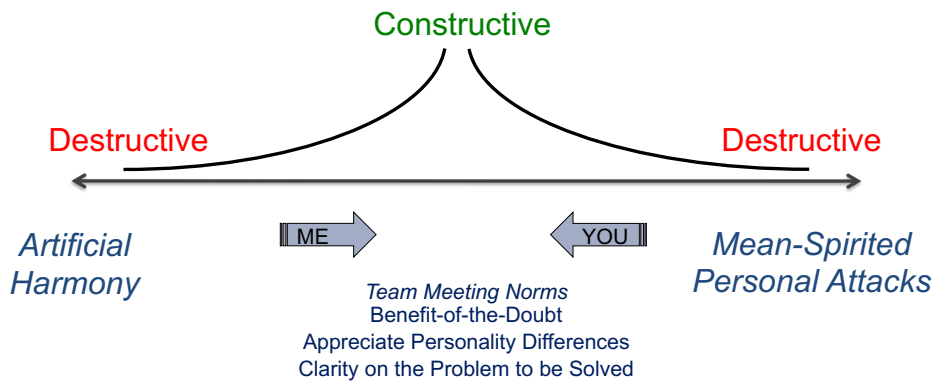 Constructive
Destructive
Destructive
ME
YOU
Artificial
Harmony
Mean-Spirited
Personal Attacks
Team Meeting Norms
Benefit-of-the-Doubt
Appreciate Personality Differences
Clarity on the Problem to be Solved